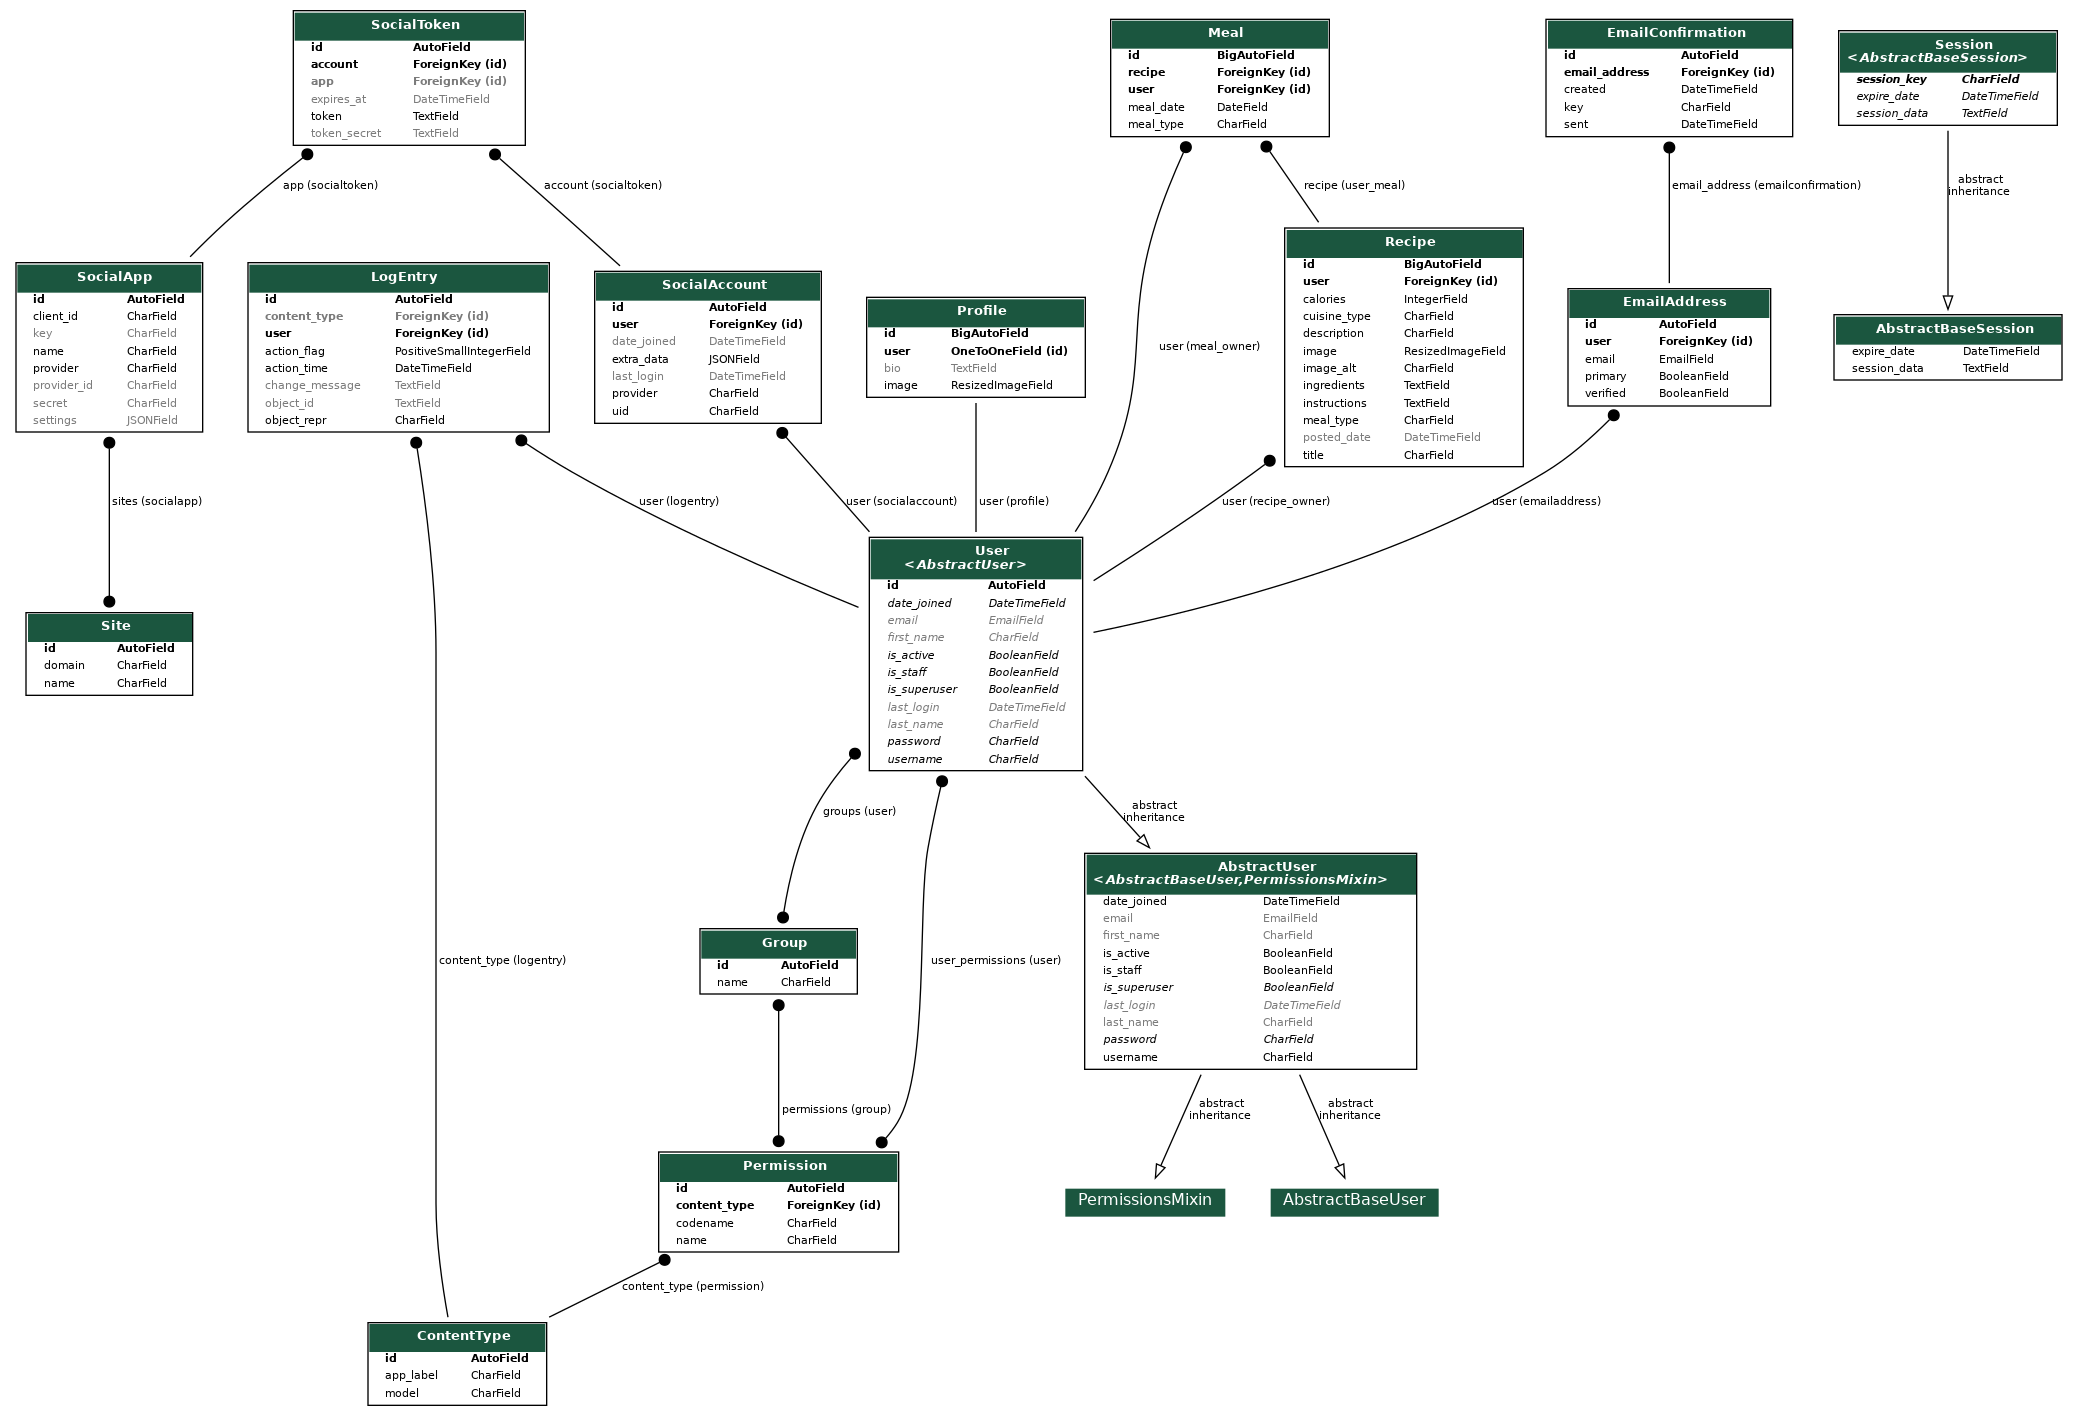 SocialToken
id AutoField
account ForeignKey (id)
app ForeignKey (id)
expires_at DateTimeField
token TextField
token_secret TextField
Meal
id BigAutoField
recipe ForeignKey (id)
user ForeignKey (id)
meal_date DateField
meal_type CharField
EmailConfirmation
id AutoField
email_address ForeignKey (id)
created DateTimeField
key CharField
sent DateTimeField
Session
<AbstractBaseSession>
session_key CharField
expire_date DateTimeField
session_data TextField
app (socialtoken)
account (socialtoken)
recipe (user_meal)
email_address (emailconfirmation)
abstract
inheritance
SocialApp
id AutoField
client_id CharField
key CharField
name CharField
provider CharField
provider_id CharField
secret CharField
settings JSONField
LogEntry
id AutoField
content_type ForeignKey (id)
user ForeignKey (id)
action_flag PositiveSmallIntegerField
action_time DateTimeField
change_message TextField
object_id TextField
object_repr CharField
SocialAccount
id AutoField
user ForeignKey (id)
date_joined DateTimeField
extra_data JSONField
last_login DateTimeField
provider CharField
uid CharField
Profile
id BigAutoField
user OneToOneField (id)
bio TextField
image ResizedImageField
user (meal_owner)
Recipe
id BigAutoField
user ForeignKey (id)
calories IntegerField
cuisine_type CharField
description CharField
image ResizedImageField
image_alt CharField
ingredients TextField
instructions TextField
meal_type CharField
posted_date DateTimeField
title CharField
EmailAddress
id AutoField
user ForeignKey (id)
email EmailField
primary BooleanField
verified BooleanField
AbstractBaseSession
expire_date DateTimeField
session_data TextField
sites (socialapp)
user (logentry)
user (socialaccount)
user (profile)
user (recipe_owner)
user (emailaddress)
Site
id AutoField
domain CharField
name CharField
User
<AbstractUser>
id AutoField
date_joined DateTimeField
email EmailField
first_name CharField
is_active BooleanField
is_staff BooleanField
is_superuser BooleanField
last_login DateTimeField
last_name CharField
password CharField
username CharField
groups (user)
abstract
inheritance
AbstractUser
<AbstractBaseUser,PermissionsMixin>
date_joined DateTimeField
email EmailField
first_name CharField
is_active BooleanField
is_staff BooleanField
is_superuser BooleanField
last_login DateTimeField
last_name CharField
password CharField
username CharField
Group
id AutoField
name CharField
content_type (logentry)
user_permissions (user)
permissions (group)
abstract
inheritance
abstract
inheritance
Permission
id AutoField
content_type ForeignKey (id)
codename CharField
name CharField
PermissionsMixin
AbstractBaseUser
content_type (permission)
ContentType
id AutoField
app_label CharField
model CharField